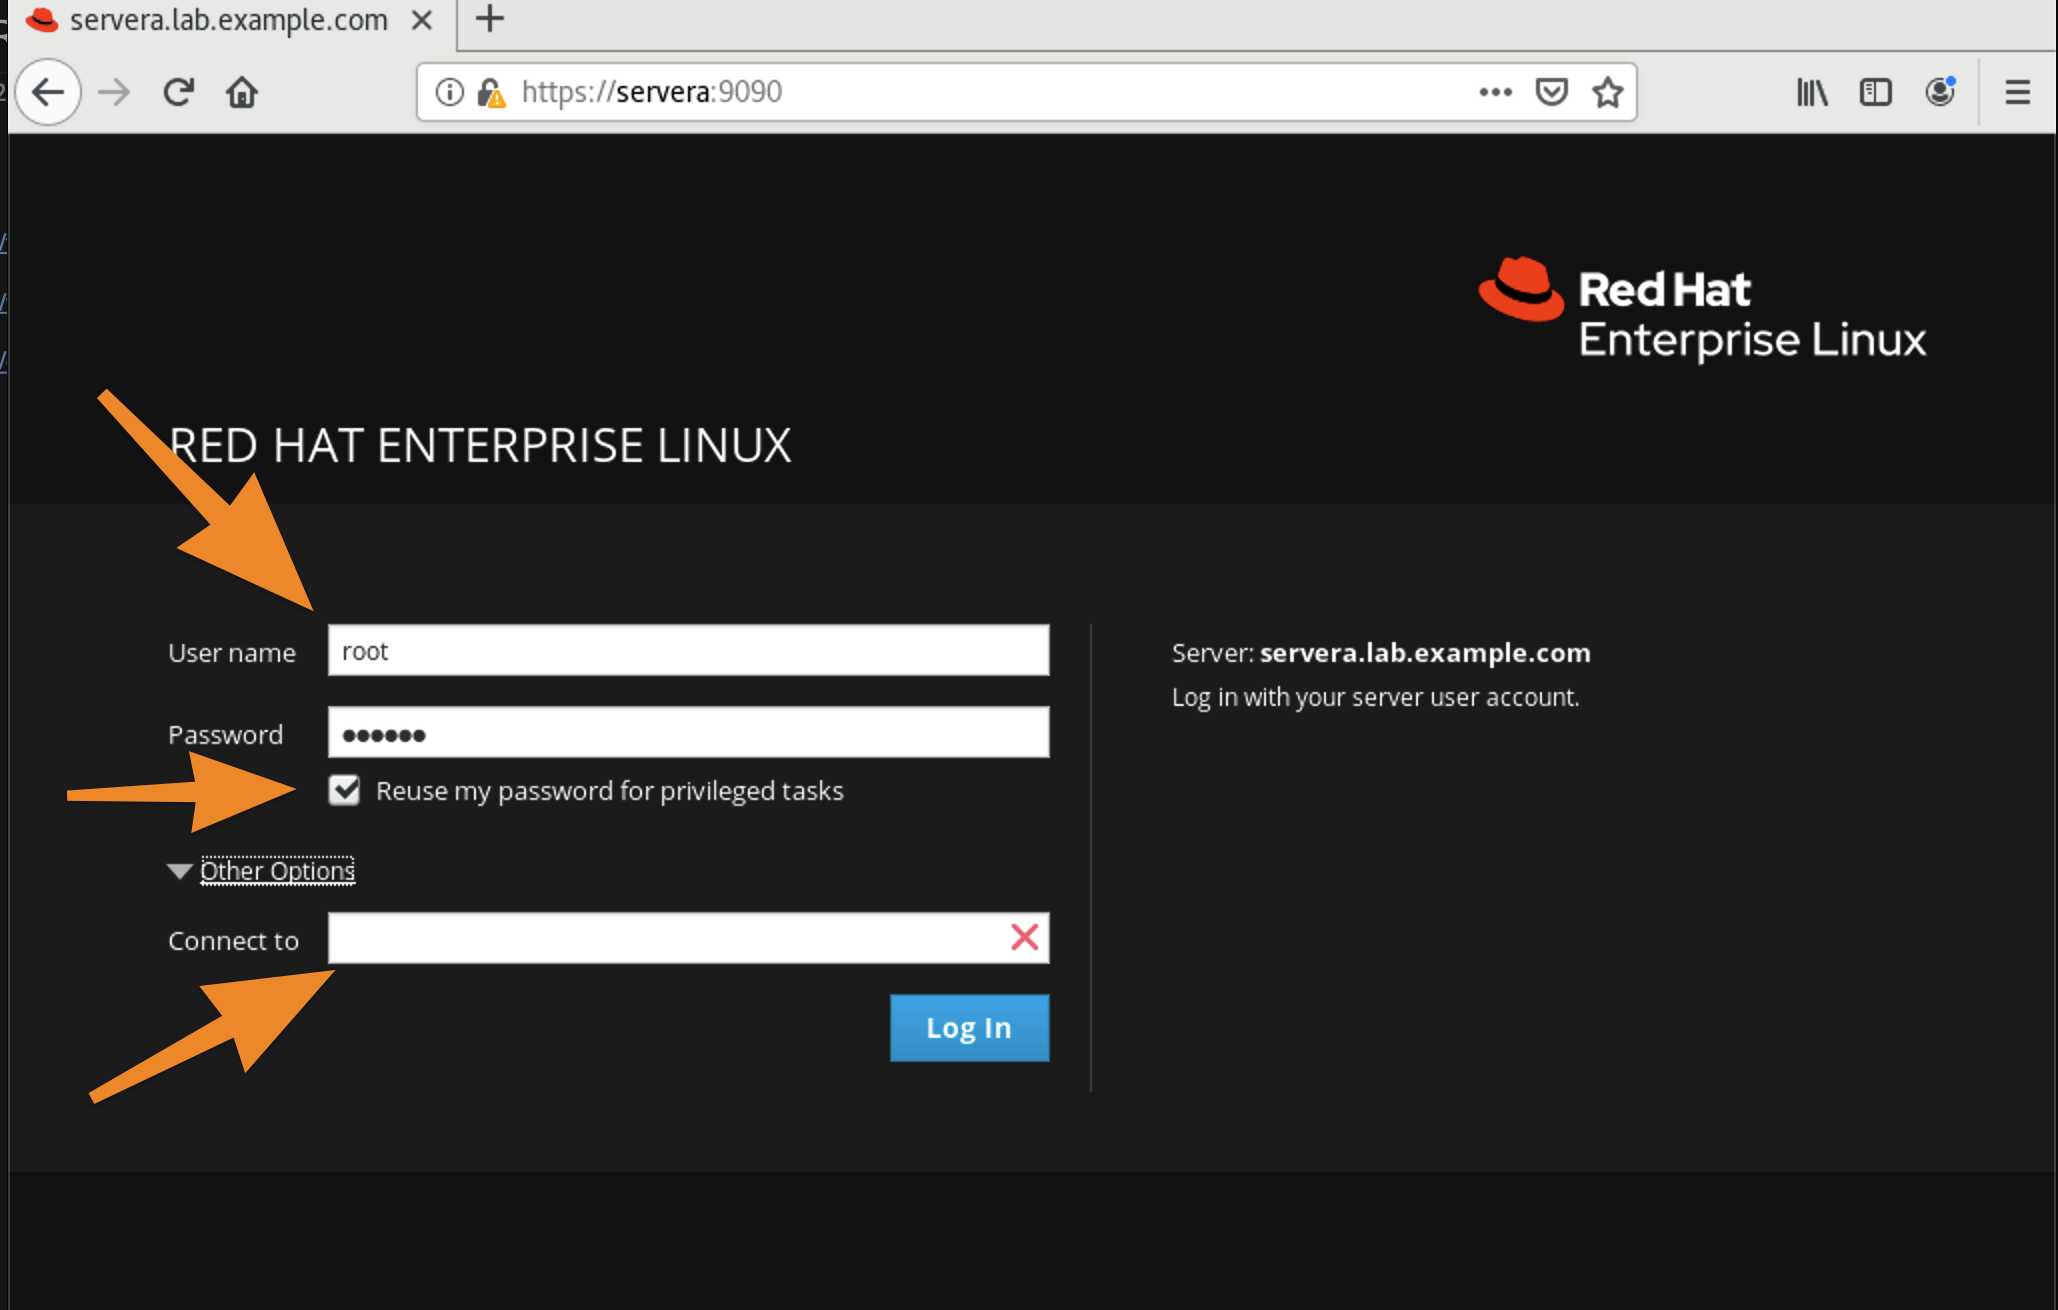 servera.lab.example.com
https://servera:9090
Red Hat
Enterprise Linux
RED HAT ENTERPRISE LINUX
User name root
Password ••••••
Reuse my password for privileged tasks
Other Options
Connect to
Log In
Server: servera.lab.example.com
Log in with your server user account.